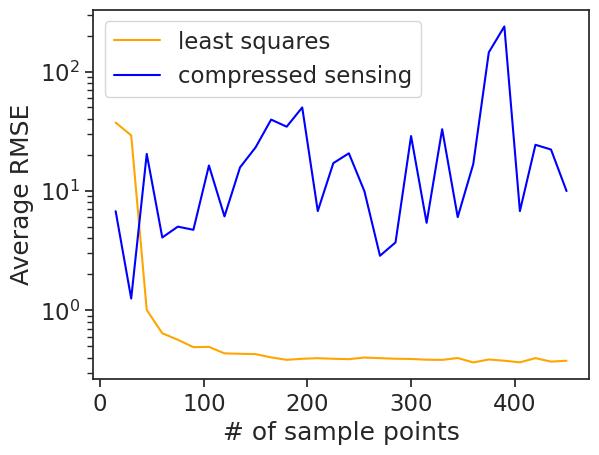 least squares
compressed sensing
Average RMSE
10²
10¹
10⁰
0 100 200 300 400
# of sample points